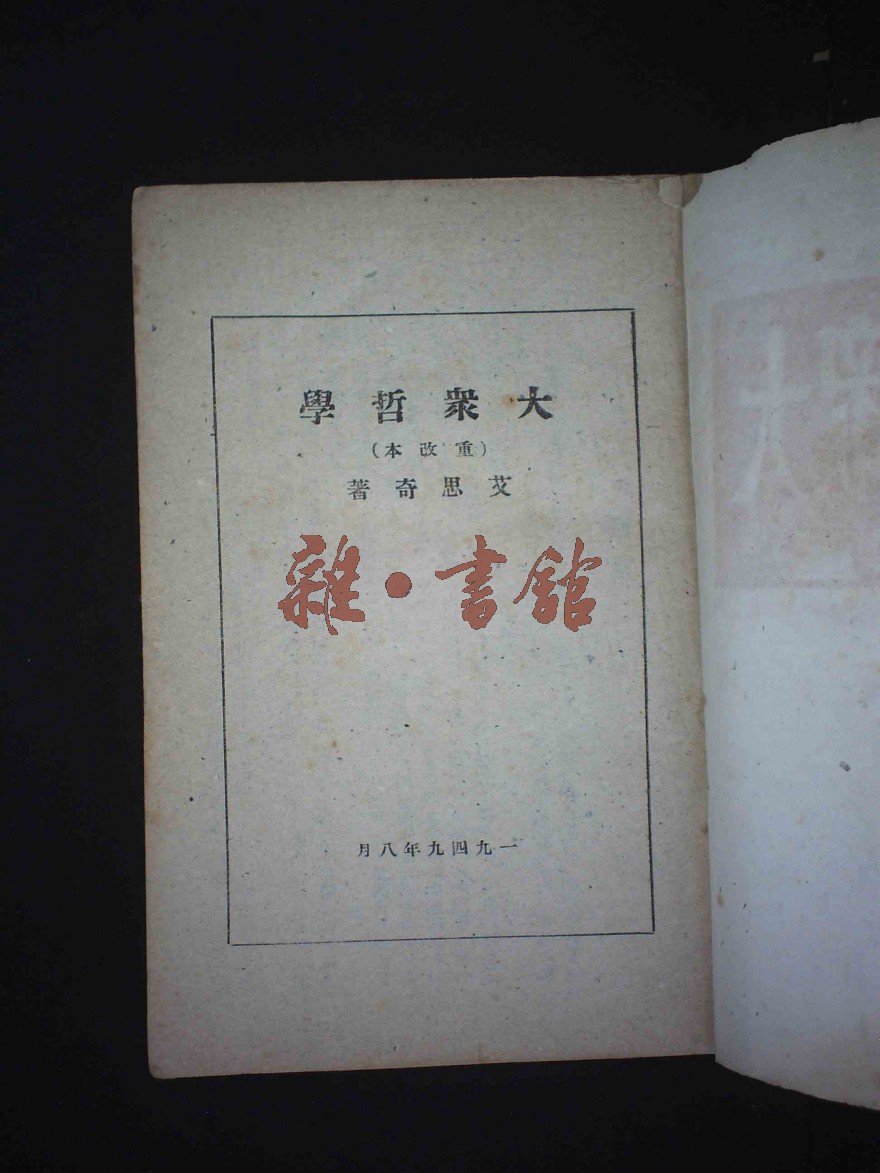 大衆哲學
(重改本)
艾思奇著
雜·書館
一九四九年八月